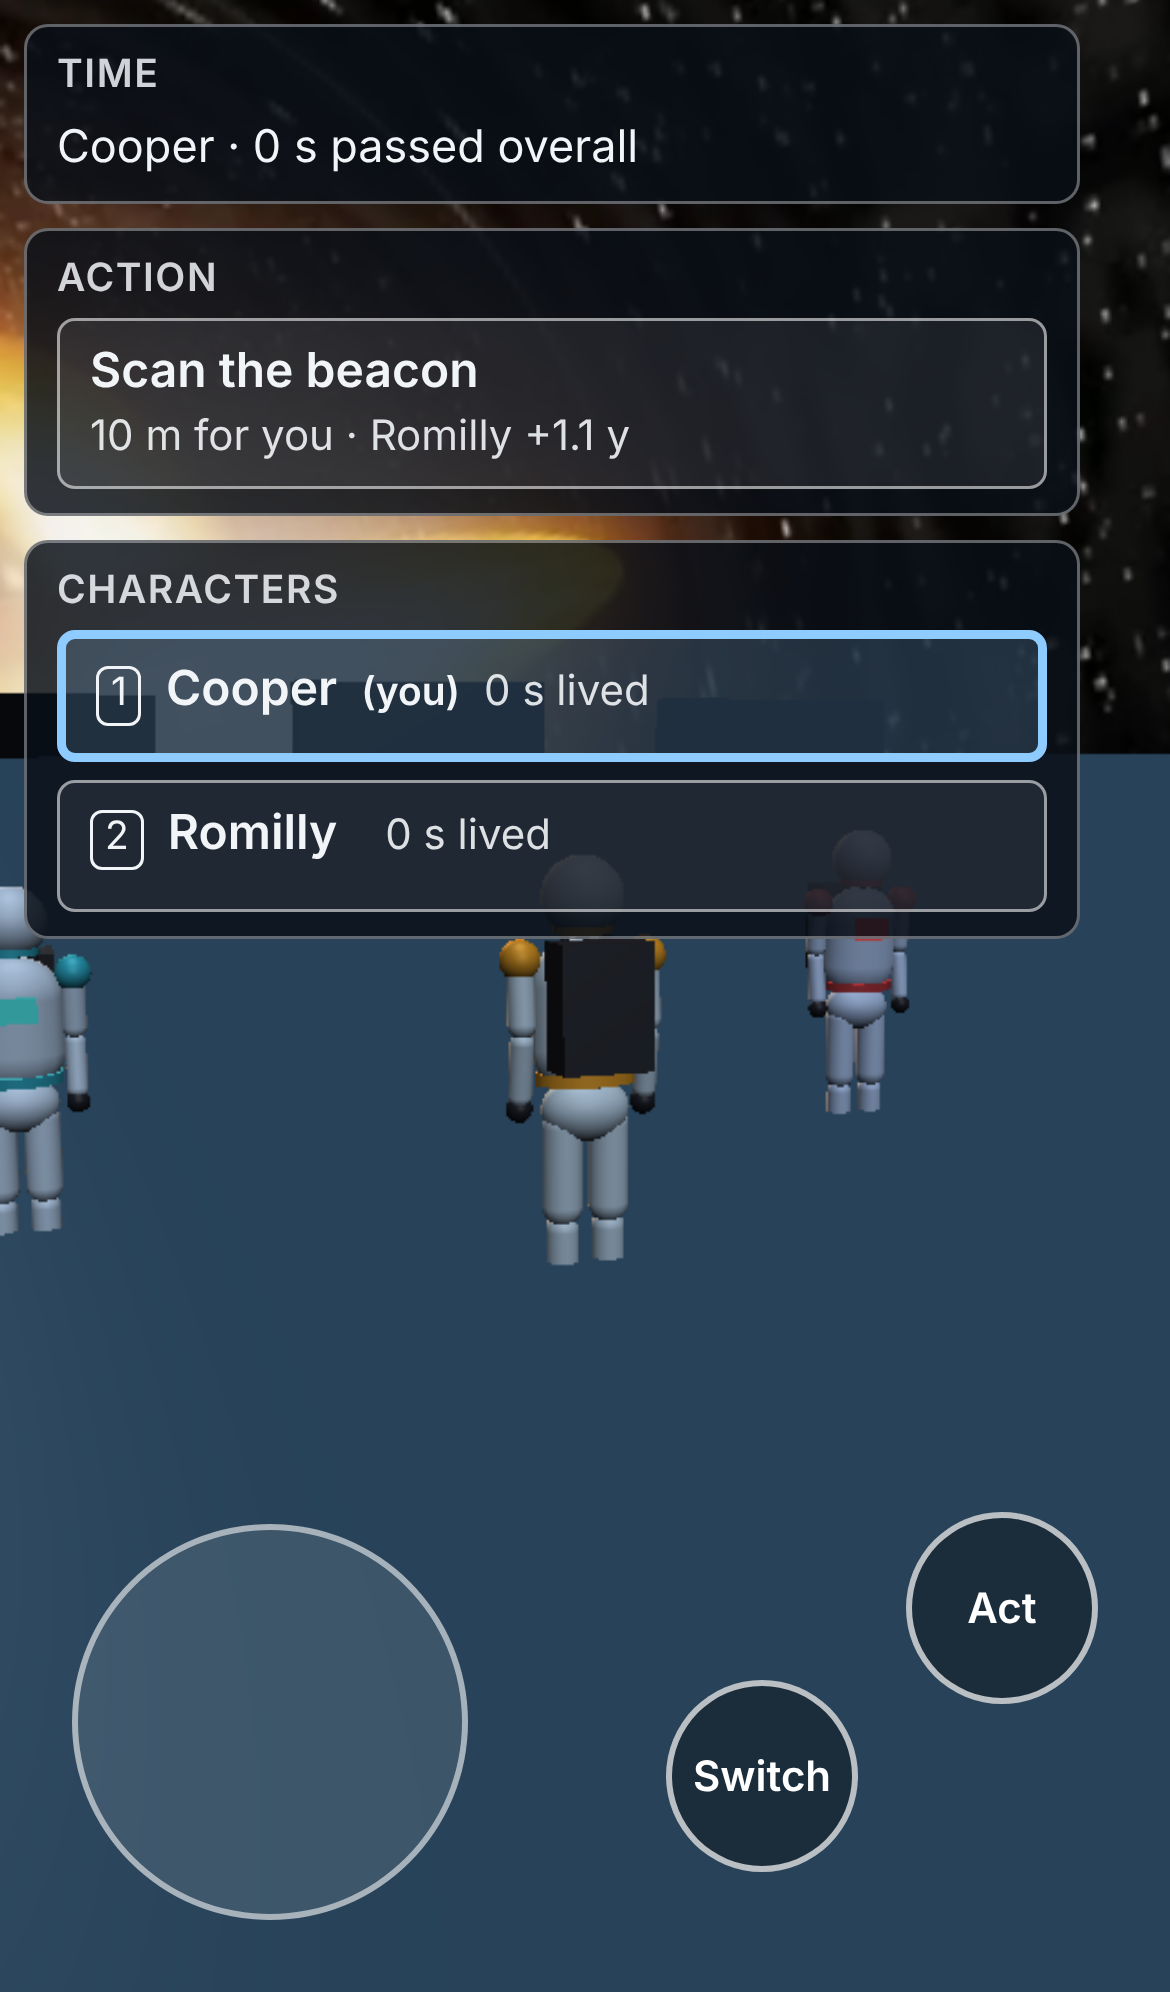 TIME
Cooper · 0 s passed overall
ACTION
Scan the beacon
10 m for you · Romilly +1.1 y
CHARACTERS
1 Cooper (you) 0 s lived
2 Romilly 0 s lived
Act
Switch